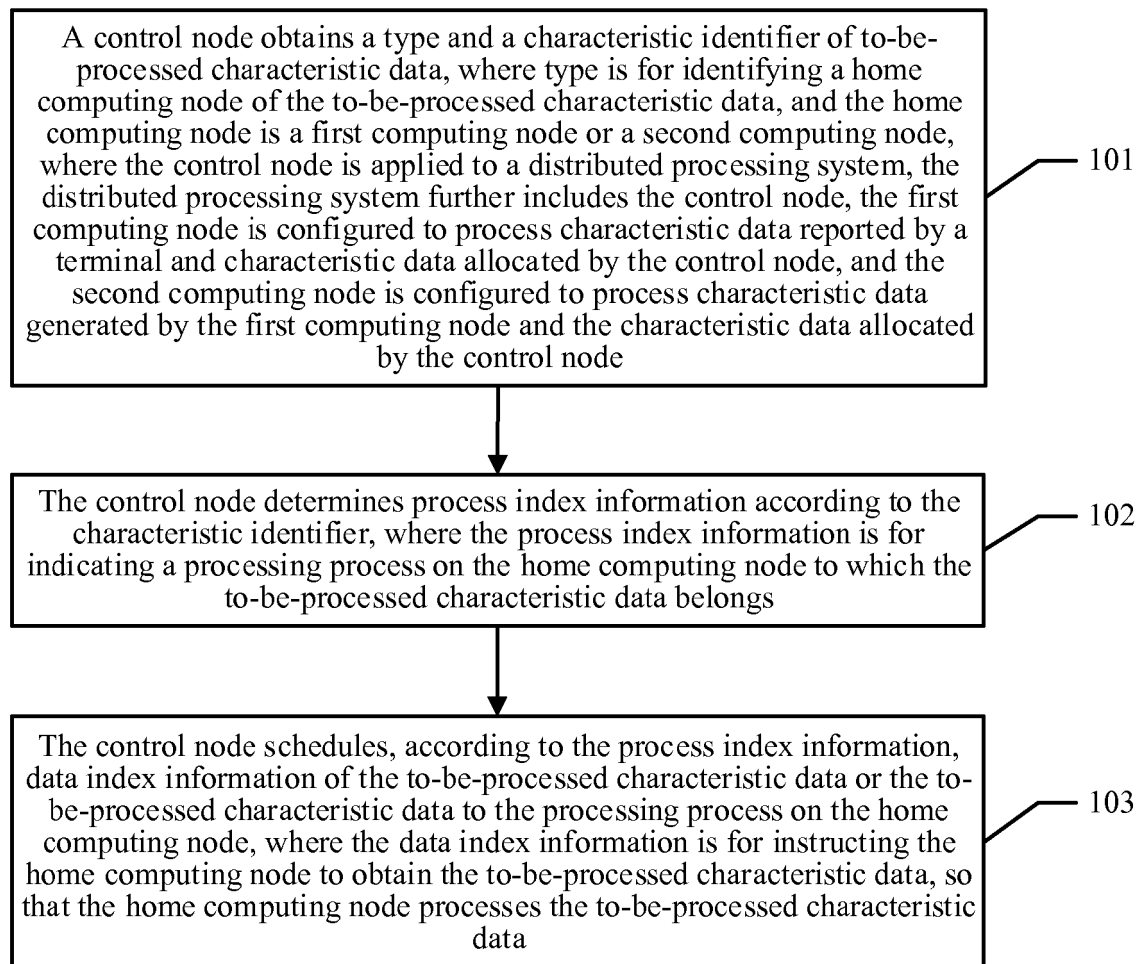 A control node obtains a type and a characteristic identifier of to-be-
processed characteristic data, where type is for identifying a home
computing node of the to-be-processed characteristic data, and the home
computing node is a first computing node or a second computing node,
where the control node is applied to a distributed processing system, the
distributed processing system further includes the control node, the first
computing node is configured to process characteristic data reported by a
terminal and characteristic data allocated by the control node, and the
second computing node is configured to process characteristic data
generated by the first computing node and the characteristic data allocated
by the control node
101
The control node determines process index information according to the
characteristic identifier, where the process index information is for
indicating a processing process on the home computing node to which the
to-be-processed characteristic data belongs
102
The control node schedules, according to the process index information,
data index information of the to-be-processed characteristic data or the to-
be-processed characteristic data to the processing process on the home
computing node, where the data index information is for instructing the
home computing node to obtain the to-be-processed characteristic data, so
that the home computing node processes the to-be-processed characteristic
data
103